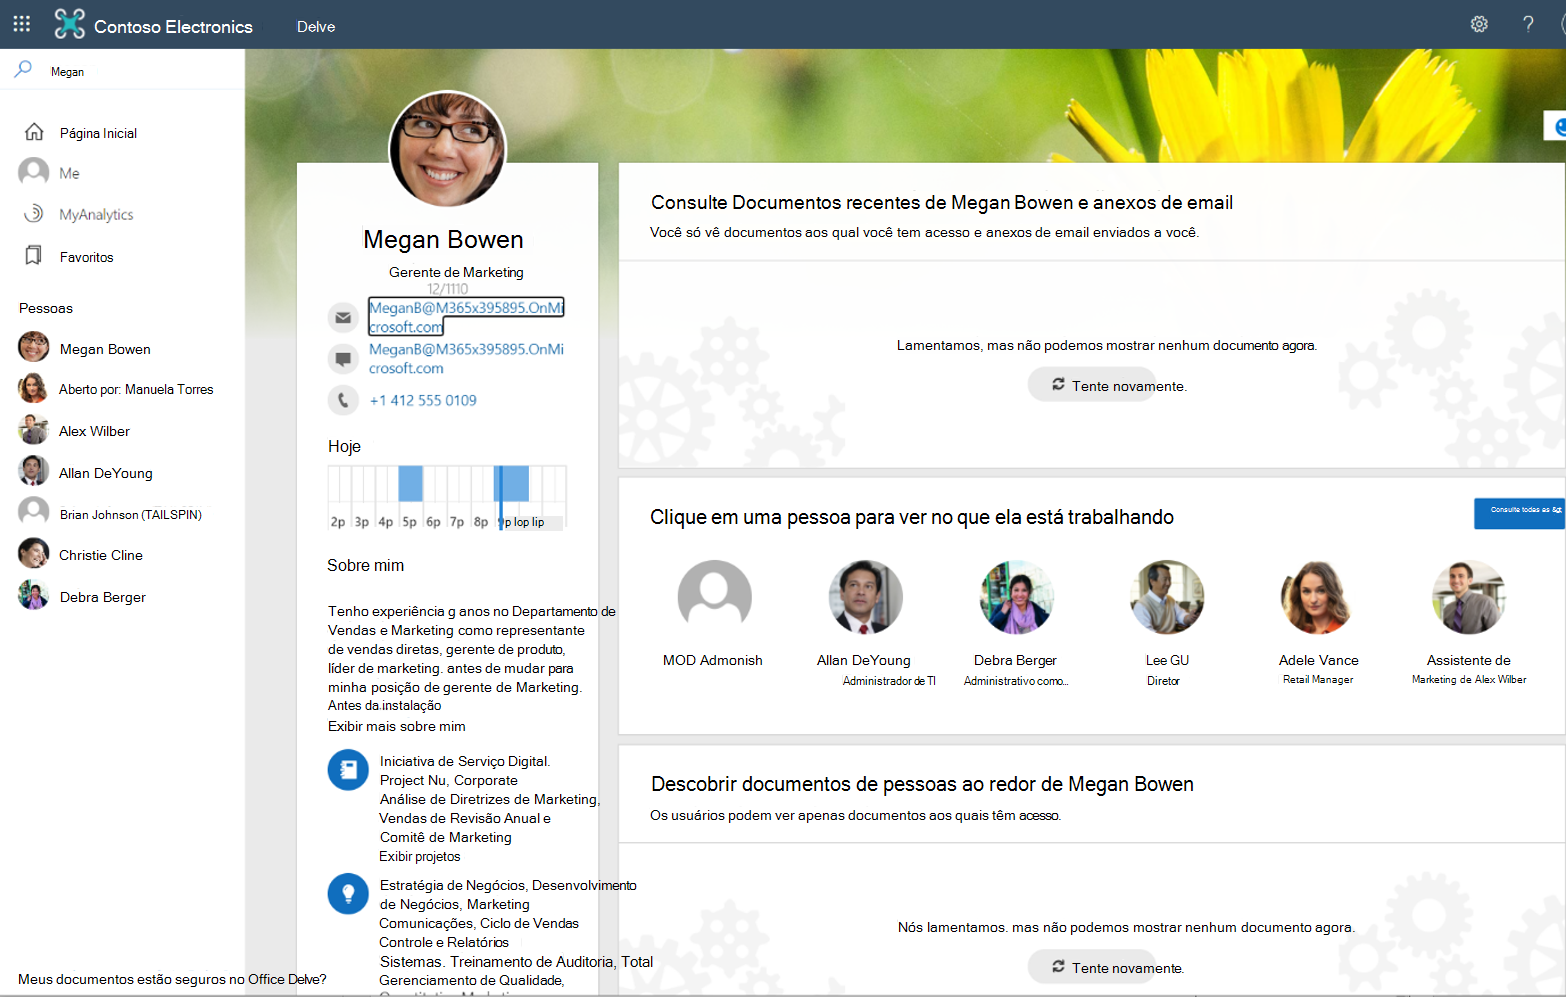 Contoso Electronics
Delve
?
Megan
Página Inicial
Me
MyAnalytics
Favoritos
Pessoas
Megan Bowen
Aberto por: Manuela Torres
Alex Wilber
Allan DeYoung
Brian Johnson (TAILSPIN)
Christie Cline
Debra Berger
Meus documentos estão seguros no Office Delve?
Megan Bowen
Gerente de Marketing
12/1110
MeganB@M365x395895.OnMi
crosoft.com
MeganB@M365x395895.OnMi
crosoft.com
+1 412 555 0109
Hoje
2p 3p 4p 5p 6p 7p 8p 9p lop lip
Sobre mim
Tenho experiência g anos no Departamento de
Vendas e Marketing como representante
de vendas diretas, gerente de produto,
líder de marketing. antes de mudar para
minha posição de gerente de Marketing.
Antes da instalação
Exibir mais sobre mim
Iniciativa de Serviço Digital.
Project Nu, Corporate
Análise de Diretrizes de Marketing,
Vendas de Revisão Anual e
Comitê de Marketing
Exibir projetos
Estratégia de Negócios, Desenvolvimento
de Negócios, Marketing
Comunicações, Ciclo de Vendas
Controle e Relatórios
Sistemas. Treinamento de Auditoria, Total
Gerenciamento de Qualidade,
Consulte Documentos recentes de Megan Bowen e anexos de email
Você só vê documentos aos qual você tem acesso e anexos de email enviados a você.
Lamentamos, mas não podemos mostrar nenhum documento agora.
Tente novamente.
Clique em uma pessoa para ver no que ela está trabalhando
Consulte todas as &gt;
MOD Admonish
Allan DeYoung
Administrador de TI
Debra Berger
Administrativo como...
Lee GU
Diretor
Adele Vance
Retail Manager
Assistente de
Marketing de Alex Wilber
Descobrir documentos de pessoas ao redor de Megan Bowen
Os usuários podem ver apenas documentos aos quais têm acesso.
Nós lamentamos. mas não podemos mostrar nenhum documento agora.
Tente novamente.